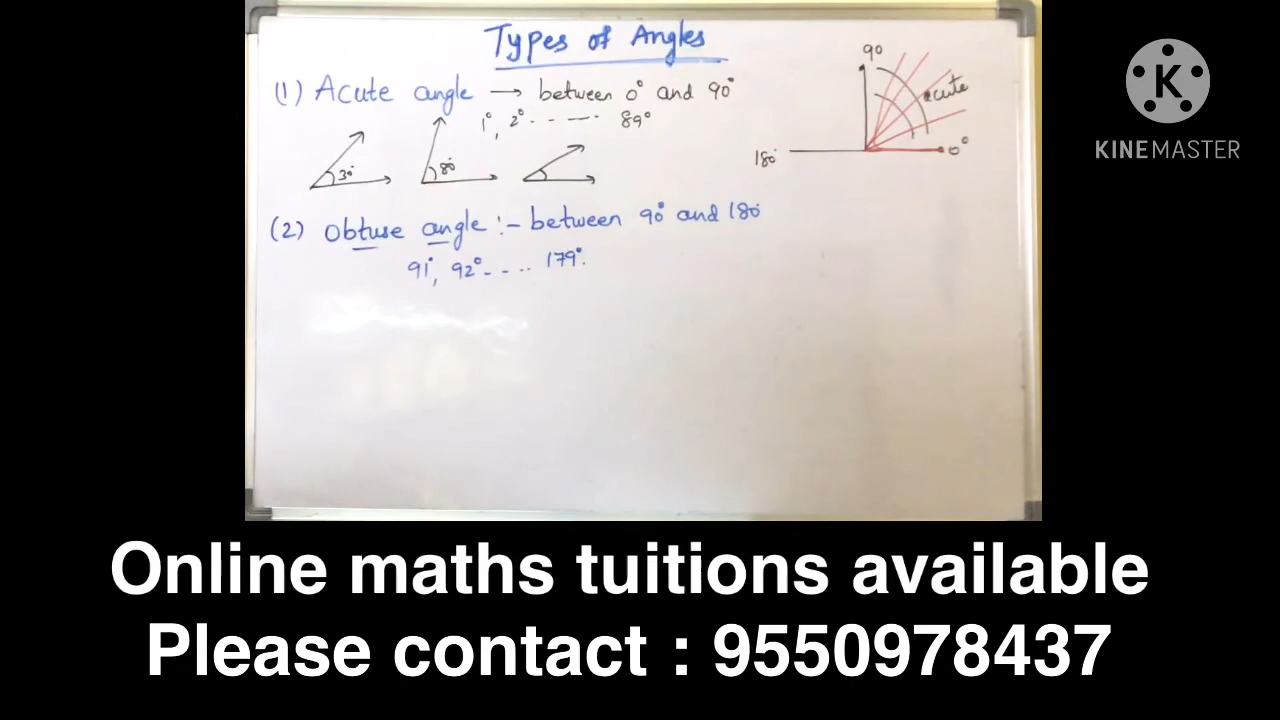 Types of Angles
(1) Acute angle → between 0° and 90°
1°, 2° - - - - - 89°
30°
80°
(2) Obtuse angle :- between 90° and 180°
91°, 92° - - - .. 179°.
90
acute
180°
0°
K
KINEMASTER
Online maths tuitions available
Please contact : 9550978437